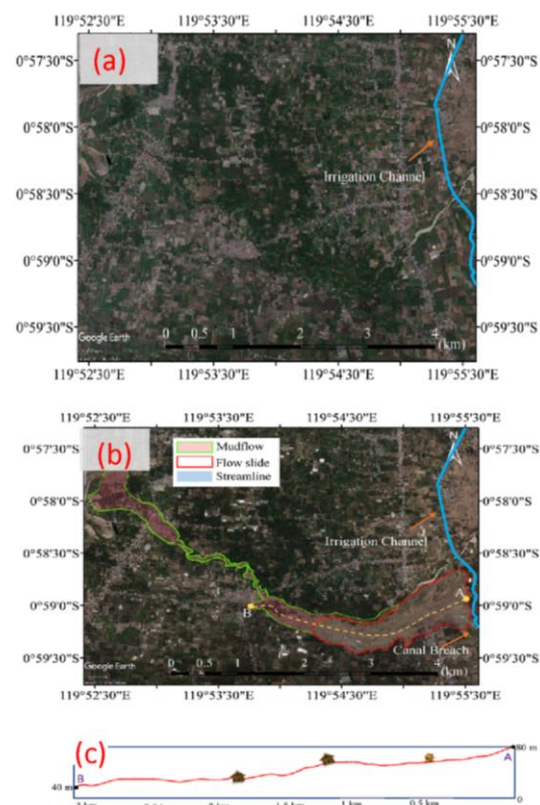 119°52'30"E 119°53'30"E 119°54'30"E 119°55'30"E
(a)
N
0°57'30"S 0°57'30"S
0°58'0"S 0°58'0"S
Irrigation Channel
0°58'30"S 0°58'30"S
0°59'0"S 0°59'0"S
0°59'30"S 0°59'30"S
Google Earth
0 0.5 1 2 3 4
(km)
119°52'30"E 119°53'30"E 119°54'30"E 119°55'30"E
119°52'30"E 119°53'30"E 119°54'30"E 119°55'30"E
(b)
Mudflow
Flow slide
Streamline
N
0°57'30"S 0°57'30"S
0°58'0"S 0°58'0"S
Irrigation Channel
0°58'30"S 0°58'30"S
A
0°59'0"S 0°59'0"S
B
Canal Breach
0°59'30"S 0°59'30"S
Google Earth
0 0.5 1 2 3 4
(km)
119°52'30"E 119°53'30"E 119°54'30"E 119°55'30"E
(c)
80 m
A
B
40 m
0
1 km 0.5 km